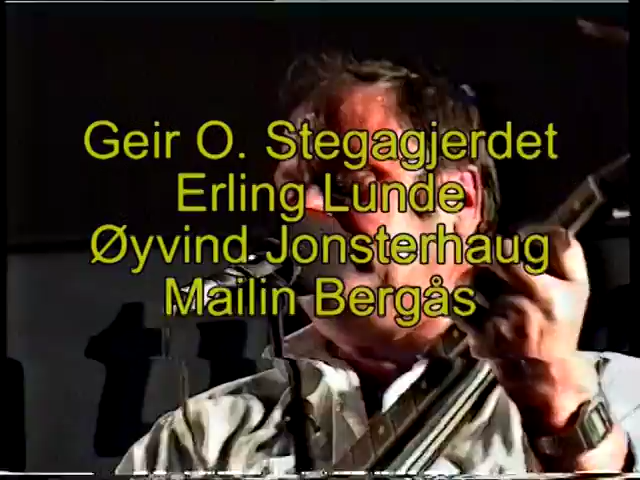 Geir O. Stegagjerdet
Erling Lunde
Øyvind Jonsterhaug
Mailin Bergås